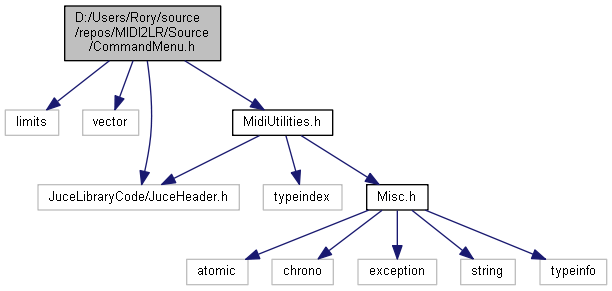 D:/Users/Rory/source
/repos/MIDI2LR/Source
/CommandMenu.h
limits
vector
MidiUtilities.h
JuceLibraryCode/JuceHeader.h
typeindex
Misc.h
atomic
chrono
exception
string
typeinfo